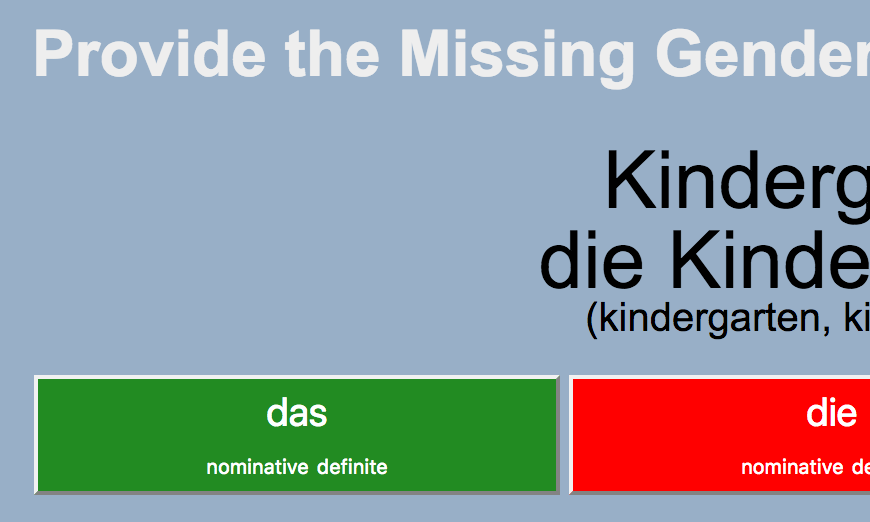 Provide the Missing Gender
Kinderg
die Kinde
(kindergarten, ki
das
die
nominative definite
nominative de